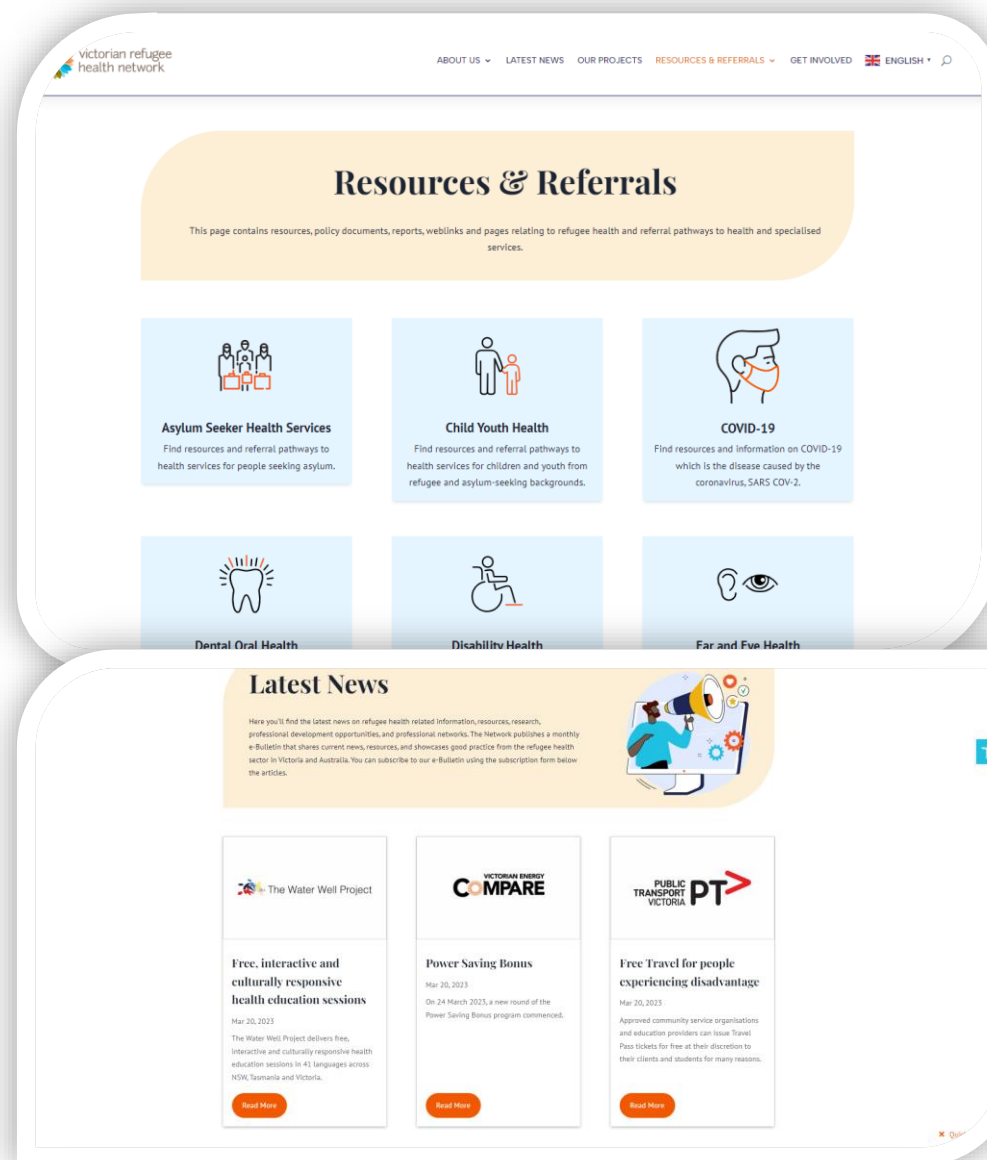 victorian refugee
health network
ABOUT US LATEST NEWS OUR PROJECTS RESOURCES & REFERRALS GET INVOLVED ENGLISH
Resources & Referrals
This page contains resources, policy documents, reports, weblinks and pages relating to refugee health and referral pathways to health and specialised
services.
Asylum Seeker Health Services
Find resources and referral pathways to
health services for people seeking asylum.
Child Youth Health
Find resources and referral pathways to
health services for children and youth from
refugee and asylum-seeking backgrounds.
COVID-19
Find resources and information on COVID-19
which is the disease caused by the
coronavirus, SARS COV-2.
Dental Oral Health
Disability Health
Ear and Eye Health
Latest News
Here you'll find the latest news on refugee health related information, resources, research,
professional development opportunities, and professional networks. The Network publishes a monthly
e-Bulletin that shares current news, resources, and showcases good practice from the refugee health
sector in Victoria and Australia. You can subscribe to our e-Bulletin using the subscription form below
the articles.
The Water Well Project
Free, interactive and
culturally responsive
health education sessions
Mar 20, 2023
The Water Well Project delivers free,
interactive and culturally responsive health
education sessions in 41 languages across
NSW, Tasmania and Victoria.
Read More
VICTORIAN ENERGY
COMPARE
Power Saving Bonus
Mar 20, 2023
On 24 March 2023, a new round of the
Power Saving Bonus program commenced.
Read More
PUBLIC
TRANSPORT
VICTORIA
PT
Free Travel for people
experiencing disadvantage
Mar 20, 2023
Approved community service organisations
and education providers can issue Travel
Pass tickets for free at their discretion to
their clients and students for many reasons.
Read More